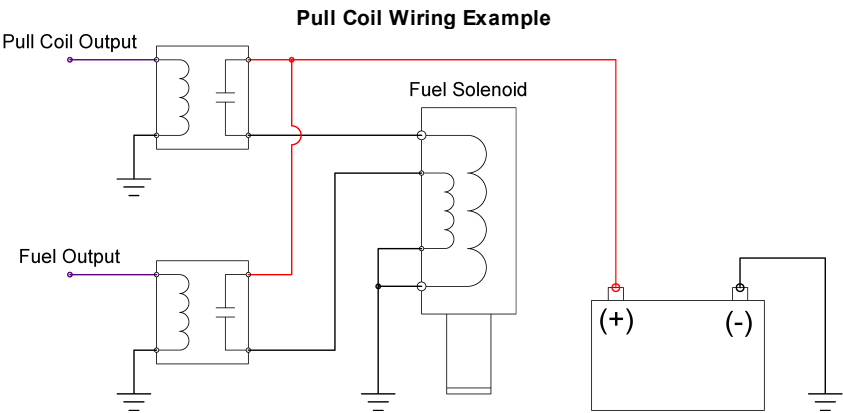 Pull Coil Wiring Example
Pull Coil Output
Fuel Solenoid
Fuel Output
(+)
(-)